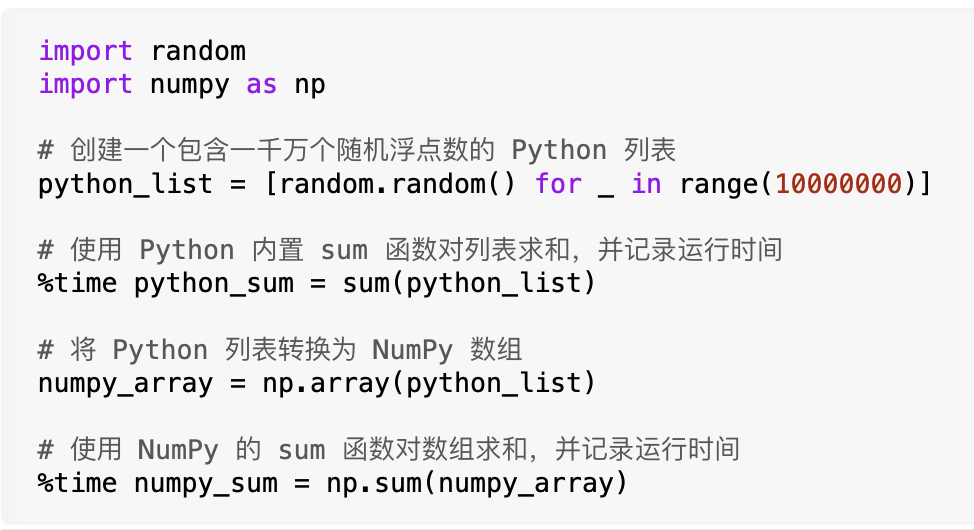 import random
import numpy as np
# 创建一个包含一千万个随机浮点数的 Python 列表
python_list = [random.random() for _ in range(10000000)]
# 使用 Python 内置 sum 函数对列表求和，并记录运行时间
%time python_sum = sum(python_list)
# 将 Python 列表转换为 NumPy 数组
numpy_array = np.array(python_list)
# 使用 NumPy 的 sum 函数对数组求和，并记录运行时间
%time numpy_sum = np.sum(numpy_array)